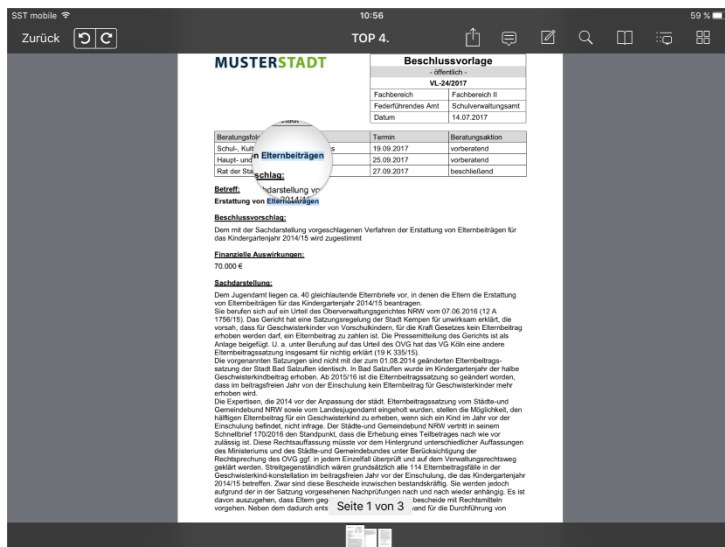 SST mobile
10:56
59 %
Zurück
TOP 4.
MUSTERSTADT
Beschlussvorlage
- öffentlich -
VL-24/2017
Fachbereich Fachbereich II
Federführendes Amt Schulverwaltungsamt
Datum 14.07.2017
Beratungsfol Termin Beratungsaktion
Schul-, Kult s 19.09.2017 vorberatend
Haupt- und 25.09.2017 vorberatend
Rat der Sta 27.09.2017 beschließend
n Elternbeiträgen
schlag:
Betreff: hdarstellung vo
2014/15
Erstattung von Elternbeiträgen
Beschlussvorschlag:
Dem mit der Sachdarstellung vorgeschlagenen Verfahren der Erstattung von Elternbeiträgen für
das Kindergartenjahr 2014/15 wird zugestimmt
Finanzielle Auswirkungen:
70.000 €
Sachdarstellung:
Dem Jugendamt liegen ca. 40 gleichlautende Elternbriefe vor, in denen die Eltern die Erstattung
von Elternbeiträgen für das Kindergartenjahr 2014/15 beantragen.
Sie berufen sich auf ein Urteil des Oberverwaltungsgerichtes NRW vom 07.06.2016 (12 A
1756/15). Das Gericht hat eine Satzungsregelung der Stadt Kempen für unwirksam erklärt, die
vorsah, dass für Geschwisterkinder von Vorschulkindern, für die Kraft Gesetzes kein Elternbeitrag
erhoben werden darf, ein Elternbeitrag zu zahlen ist. Die Pressemitteilung des Gerichts ist als
Anlage beigefügt. U. a. unter Berufung auf das Urteil des OVG hat das VG Köln eine andere
Elternbeitragssatzung insgesamt für nichtig erklärt (19 K 335/15).
Die vorgenannten Satzungen sind nicht mit der zum 01.08.2014 geänderten Elternbeitrags-
satzung der Stadt Bad Salzuflen identisch. In Bad Salzuflen wurde im Kindergartenjahr der halbe
Geschwisterkindbeitrag erhoben. Ab 2015/16 ist die Elternbeitragssatzung so geändert worden,
dass im beitragsfreien Jahr vor der Einschulung kein Elternbeitrag für Geschwisterkinder mehr
erhoben wird.
Die Expertisen, die 2014 vor der Anpassung der städt. Elternbeitragssatzung vom Städte-und
Gemeindebund NRW sowie vom Landesjugendamt eingeholt wurden, stellen die Möglichkeit, den
hälftigen Elternbeitrag für ein Geschwisterkind zu erheben, wenn sich ein Kind im Jahr vor der
Einschulung befindet, nicht infrage. Der Städte-und Gemeindebund NRW vertritt in seinem
Schnellbrief 170/2016 den Standpunkt, dass die Erhebung eines Teilbetrages nach wie vor
zulässig ist. Diese Rechtsauffassung müsste vor dem Hintergrund unterschiedlicher Auffassungen
des Ministeriums und des Städte-und Gemeindebundes unter Berücksichtigung der
Rechtsprechung des OVG ggf. in jedem Einzelfall überprüft und auf dem Verwaltungsrechtsweg
geklärt werden. Streitgegenständlich wären grundsätzlich alle 114 Elternbeitragsfälle in der
Geschwisterkind-konstellation im beitragsfreien Jahr vor der Einschulung, die das Kindergartenjahr
2014/15 betreffen. Zwar sind diese Bescheide inzwischen bestandskräftig. Sie werden jedoch
aufgrund der in der Satzung vorgesehenen Nachprüfungen nach und nach wieder anhängig. Es ist
davon auszugehen, dass Eltern geg bescheide mit Rechtsmitteln
vorgehen. Neben dem dadurch ents and für die Durchführung von
Seite 1 von 3